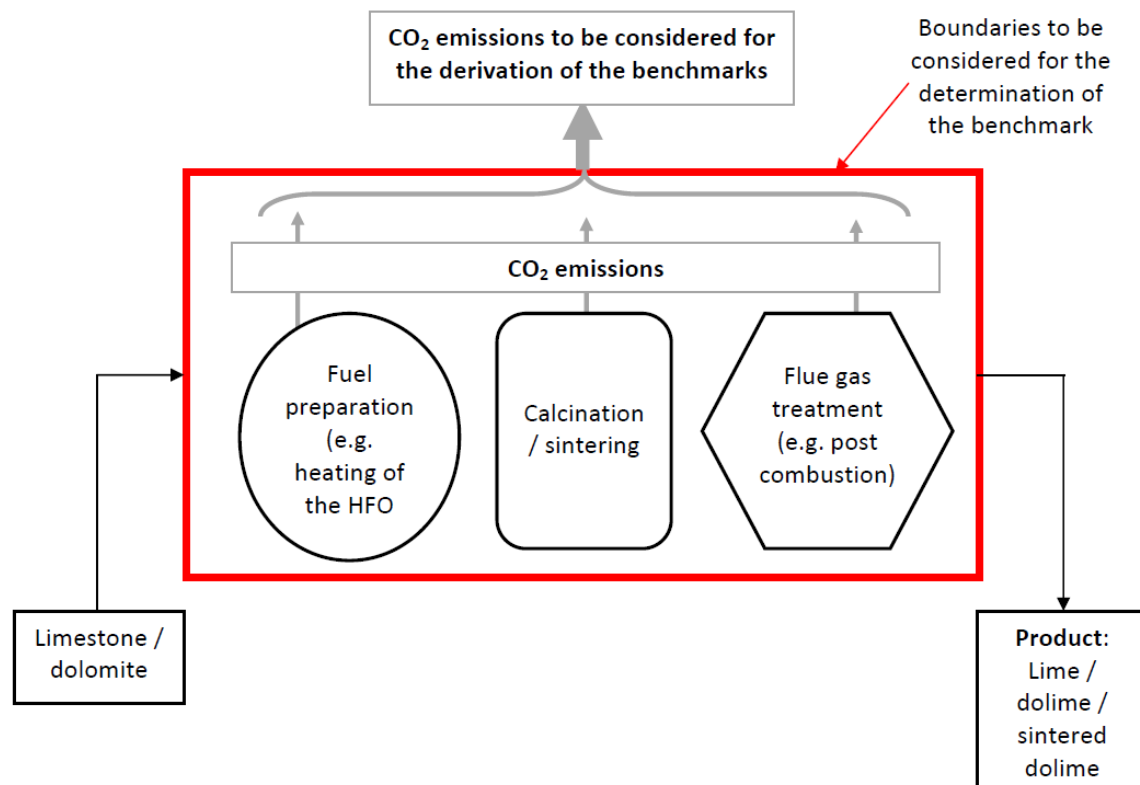 CO₂ emissions to be considered for
the derivation of the benchmarks
Boundaries to be
considered for the
determination of
the benchmark
CO₂ emissions
Fuel
preparation
(e.g.
heating of
the HFO
Calcination
/ sintering
Flue gas
treatment
(e.g. post
combustion)
Limestone /
dolomite
Product:
Lime /
dolime /
sintered
dolime